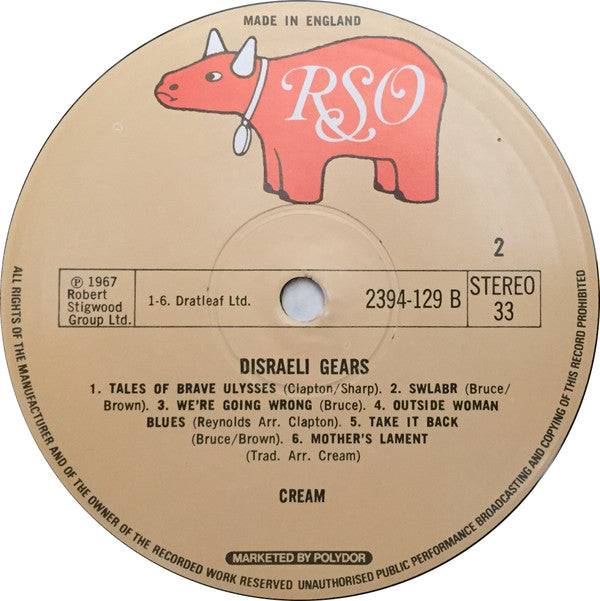 MADE IN ENGLAND
RSO
2
℗ 1967
Robert
Stigwood
Group Ltd.
1-6. Dratleaf Ltd.
2394-129 B
STEREO
33
DISRAELI GEARS
1. TALES OF BRAVE ULYSSES (Clapton/Sharp). 2. SWLABR (Bruce/
Brown). 3. WE'RE GOING WRONG (Bruce). 4. OUTSIDE WOMAN
BLUES (Reynolds Arr. Clapton). 5. TAKE IT BACK
(Bruce/Brown). 6. MOTHER'S LAMENT
(Trad. Arr. Cream)
CREAM
MARKETED BY POLYDOR
ALL RIGHTS OF THE MANUFACTURER AND OF THE OWNER OF THE RECORDED WORK RESERVED UNAUTHORISED PUBLIC PERFORMANCE BROADCASTING AND COPYING OF THIS RECORD PROHIBITED